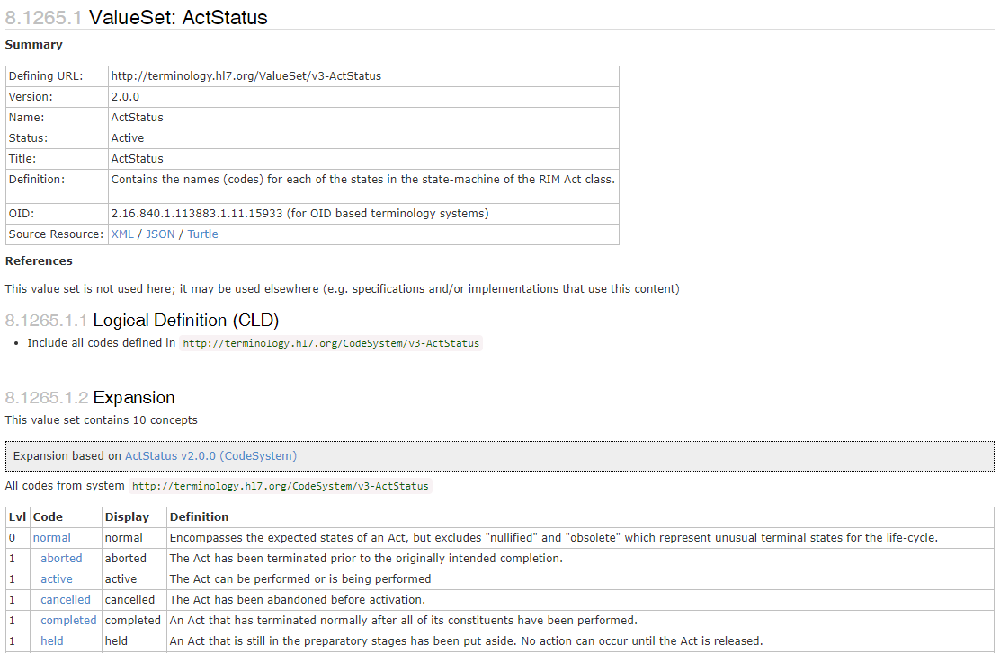 8.1265.1 ValueSet: ActStatus
Summary
Defining URL: http://terminology.hl7.org/ValueSet/v3-ActStatus
Version: 2.0.0
Name: ActStatus
Status: Active
Title: ActStatus
Definition: Contains the names (codes) for each of the states in the state-machine of the RIM Act class.
OID: 2.16.840.1.113883.1.11.15933 (for OID based terminology systems)
Source Resource: XML / JSON / Turtle
References
This value set is not used here; it may be used elsewhere (e.g. specifications and/or implementations that use this content)
8.1265.1.1 Logical Definition (CLD)
• Include all codes defined in http://terminology.hl7.org/CodeSystem/v3-ActStatus
8.1265.1.2 Expansion
This value set contains 10 concepts
Expansion based on ActStatus v2.0.0 (CodeSystem)
All codes from system http://terminology.hl7.org/CodeSystem/v3-ActStatus
Lvl Code Display Definition
0 normal normal Encompasses the expected states of an Act, but excludes "nullified" and "obsolete" which represent unusual terminal states for the life-cycle.
1 aborted aborted The Act has been terminated prior to the originally intended completion.
1 active active The Act can be performed or is being performed
1 cancelled cancelled The Act has been abandoned before activation.
1 completed completed An Act that has terminated normally after all of its constituents have been performed.
1 held held An Act that is still in the preparatory stages has been put aside. No action can occur until the Act is released.